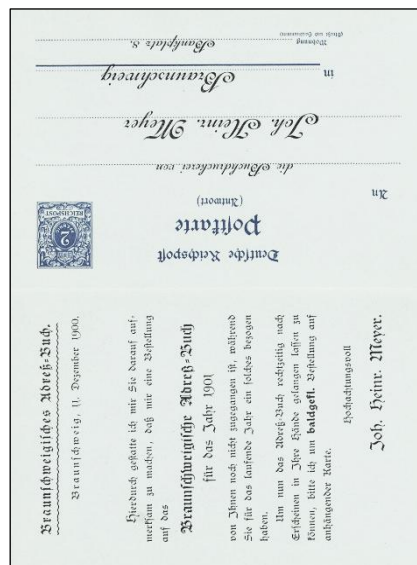 Deutsche Reichspost
Postkarte
(Antwort)
REICHSPOST
2
An
die Buchdruckerei von
Joh. Heinr. Meyer
in
Braunschweig
Wohnung
Bankplatz 8.
Braunschweigisches Adreß-Buch.
Braunschweig, 11. Dezember 1900.
Hierdurch gestatte ich mir Sie darauf auf-
merksam zu machen, daß mir eine Bestellung
auf das
Braunschweigische Adreß-Buch
für das Jahr 1901
von Ihnen noch nicht zugegangen ist, während
Sie für das laufende Jahr ein solches bezogen
haben.
Um nun das Adreß-Buch rechtzeitig nach
Erscheinen in Ihre Hände gelangen lassen zu
können, bitte ich um baldgefl. Bestellung auf
anhängender Karte.
Hochachtungsvoll
Joh. Heinr. Meyer.